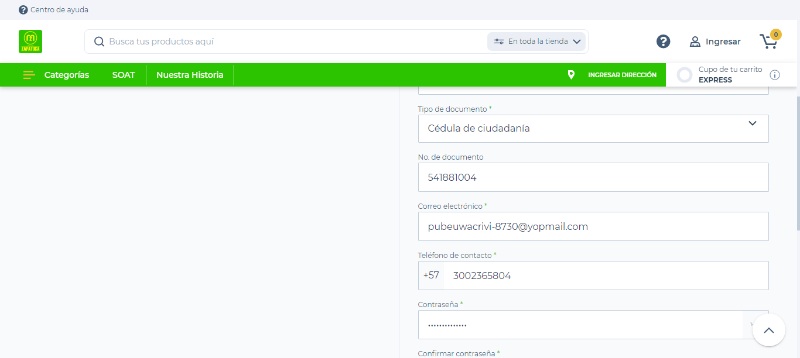 Centro de ayuda
Busca tus productos aquí
En toda la tienda
Ingresar
0
Categorías
SOAT
Nuestra Historia
INGRESAR DIRECCIÓN
Cupo de tu carrito
EXPRESS
Tipo de documento *
Cédula de ciudadanía
No. de documento
541881004
Correo electrónico *
pubeuwacrivi-8730@yopmail.com
Teléfono de contacto *
+57 3002365804
Contraseña *
••••••••••••••
Confirmar contraseña *